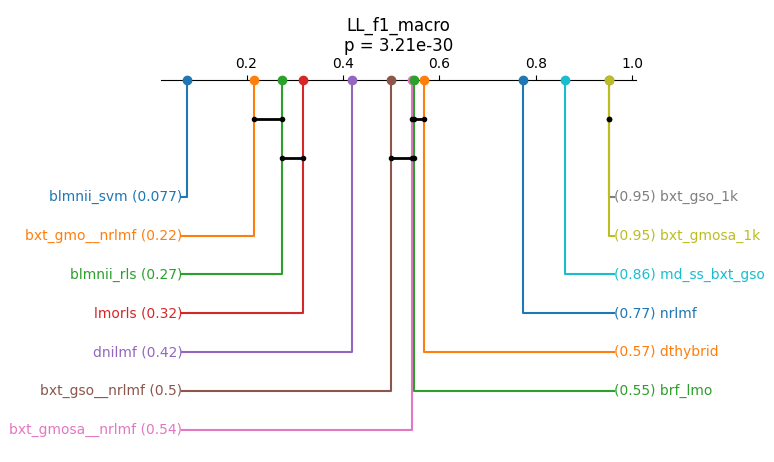 LL_f1_macro
p = 3.21e-30
0.2 0.4 0.6 0.8 1.0
blmnii_svm (0.077)
(0.95) bxt_gso_1k
bxt_gmo__nrlmf (0.22)
(0.95) bxt_gmosa_1k
blmnii_rls (0.27)
(0.86) md_ss_bxt_gso
lmorls (0.32)
(0.77) nrlmf
dnilmf (0.42)
(0.57) dthybrid
bxt_gso__nrlmf (0.5)
(0.55) brf_lmo
bxt_gmosa__nrlmf (0.54)